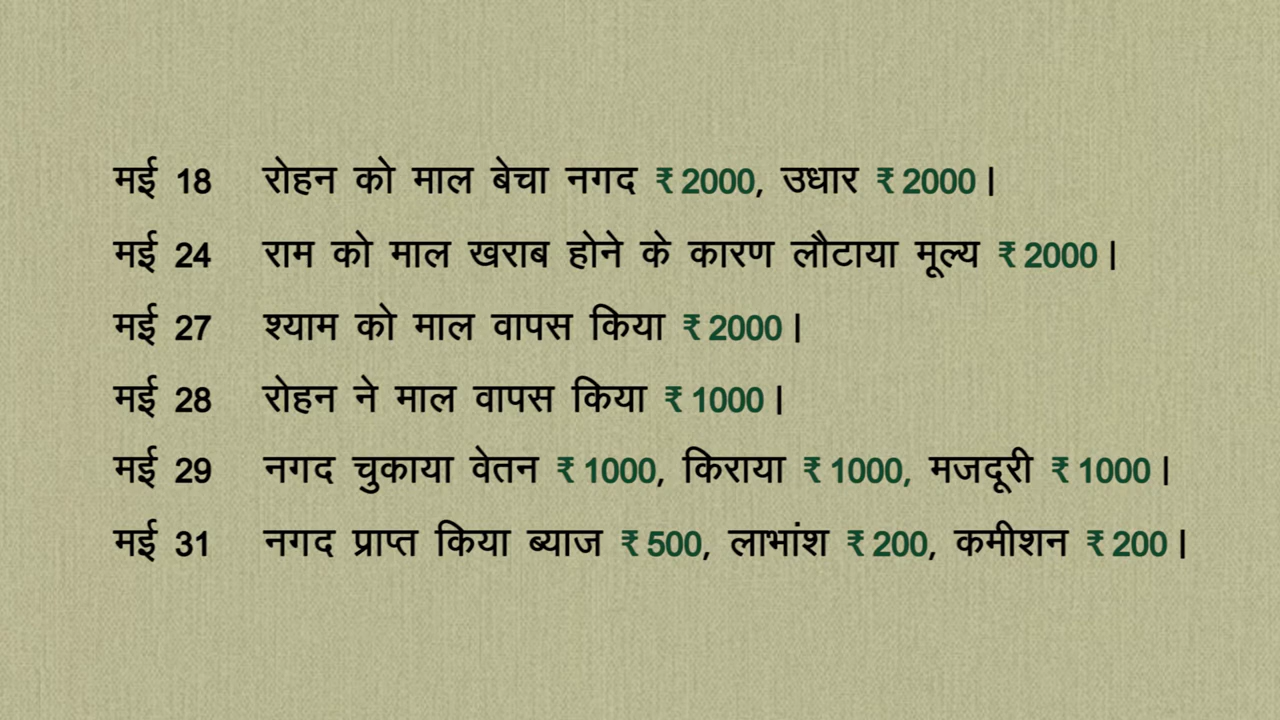 मई 18 रोहन को माल बेचा नगद ₹ 2000, उधार ₹ 2000 |
मई 24 राम को माल खराब होने के कारण लौटाया मूल्य ₹ 2000 |
मई 27 श्याम को माल वापस किया ₹ 2000 |
मई 28 रोहन ने माल वापस किया ₹ 1000 |
मई 29 नगद चुकाया वेतन ₹ 1000, किराया ₹ 1000, मजदूरी ₹ 1000 |
मई 31 नगद प्राप्त किया ब्याज ₹ 500, लाभांश ₹ 200, कमीशन ₹ 200 |